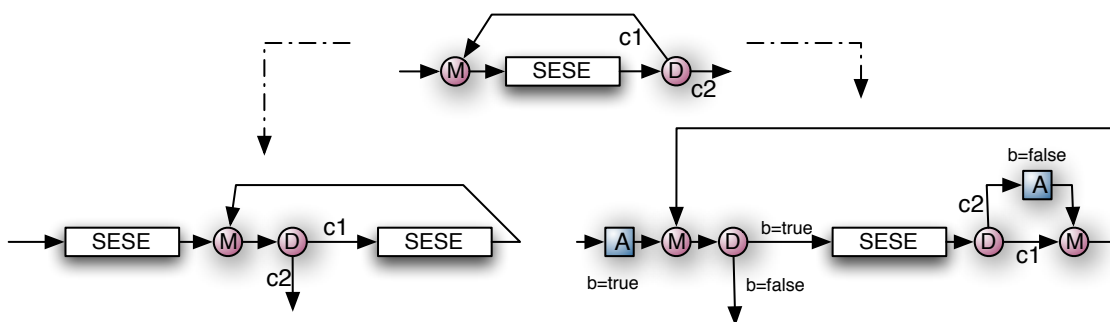 c1
M
SESE
D
c2
b=false
A
SESE
M
D
c1
SESE
c2
A
M
D
b=true
SESE
c2
D
c1
M
b=true
b=false